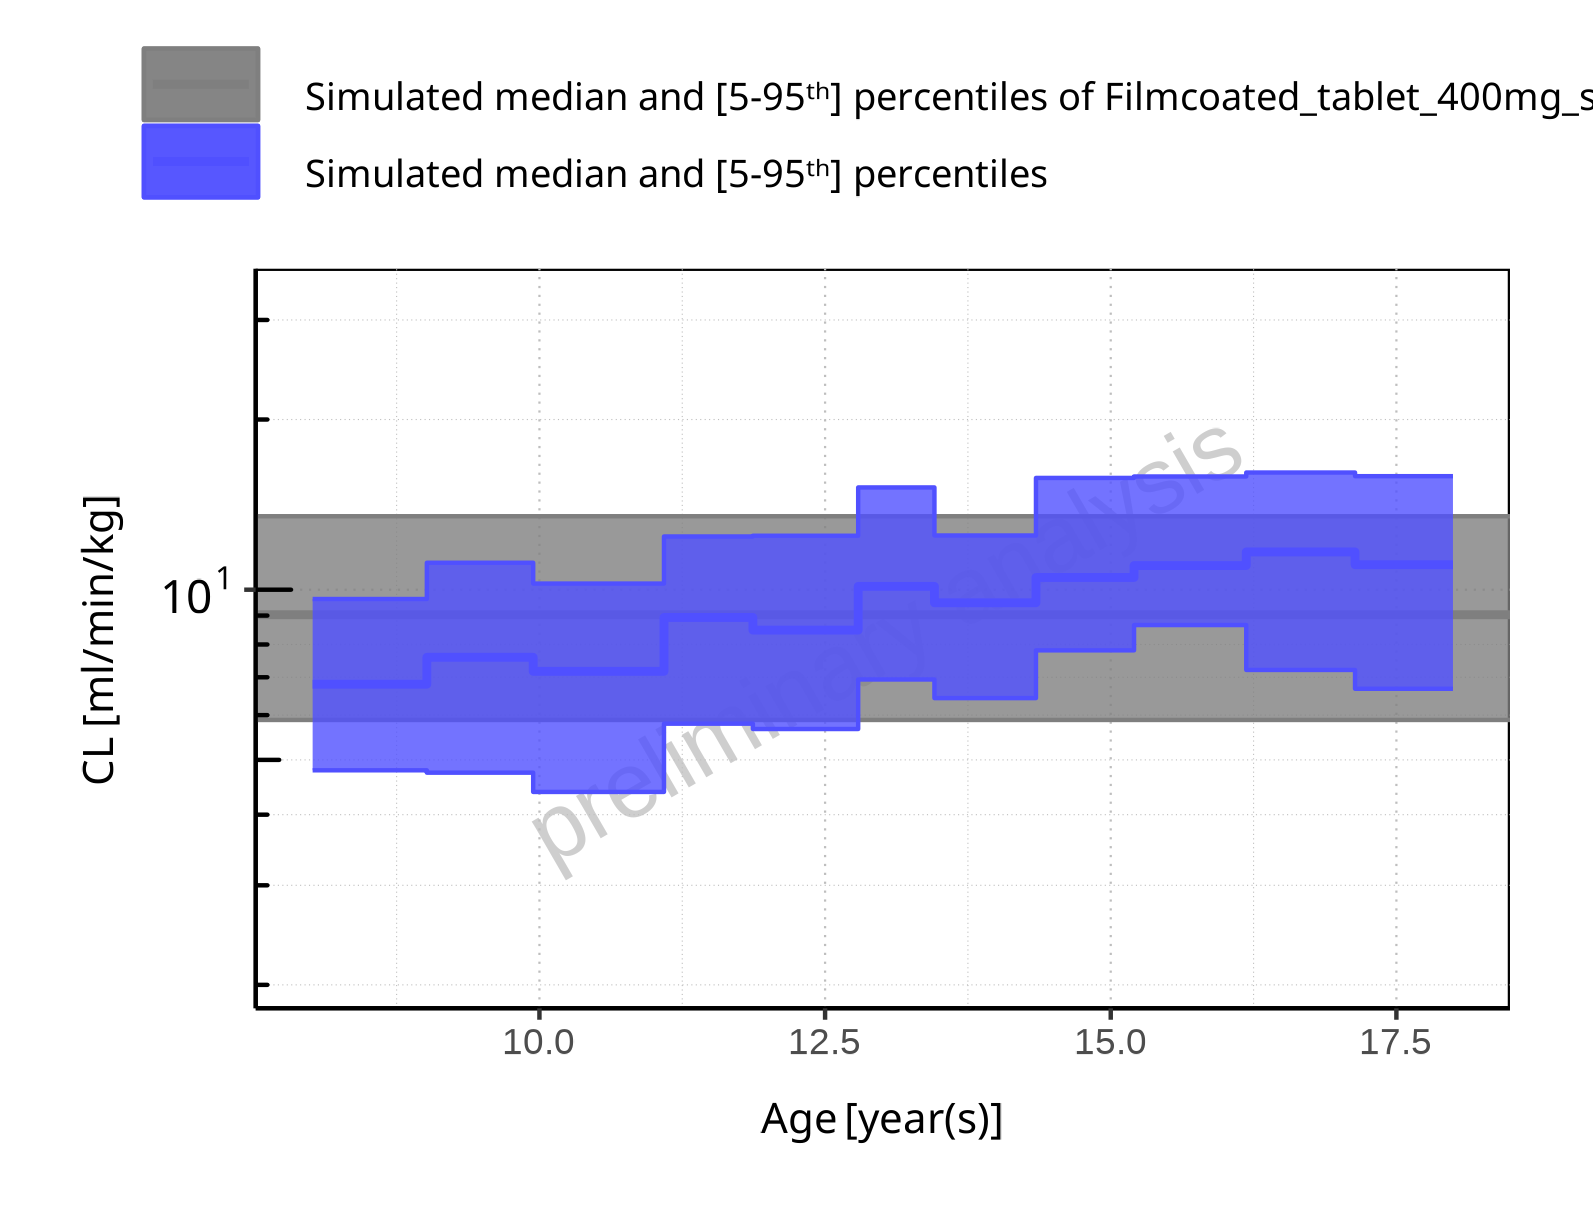 Simulated median and [5-95th] percentiles of Filmcoated_tablet_400mg_s
Simulated median and [5-95th] percentiles
CL [ml/min/kg]
10¹
preliminary analysis
10.0 12.5 15.0 17.5
Age [year(s)]